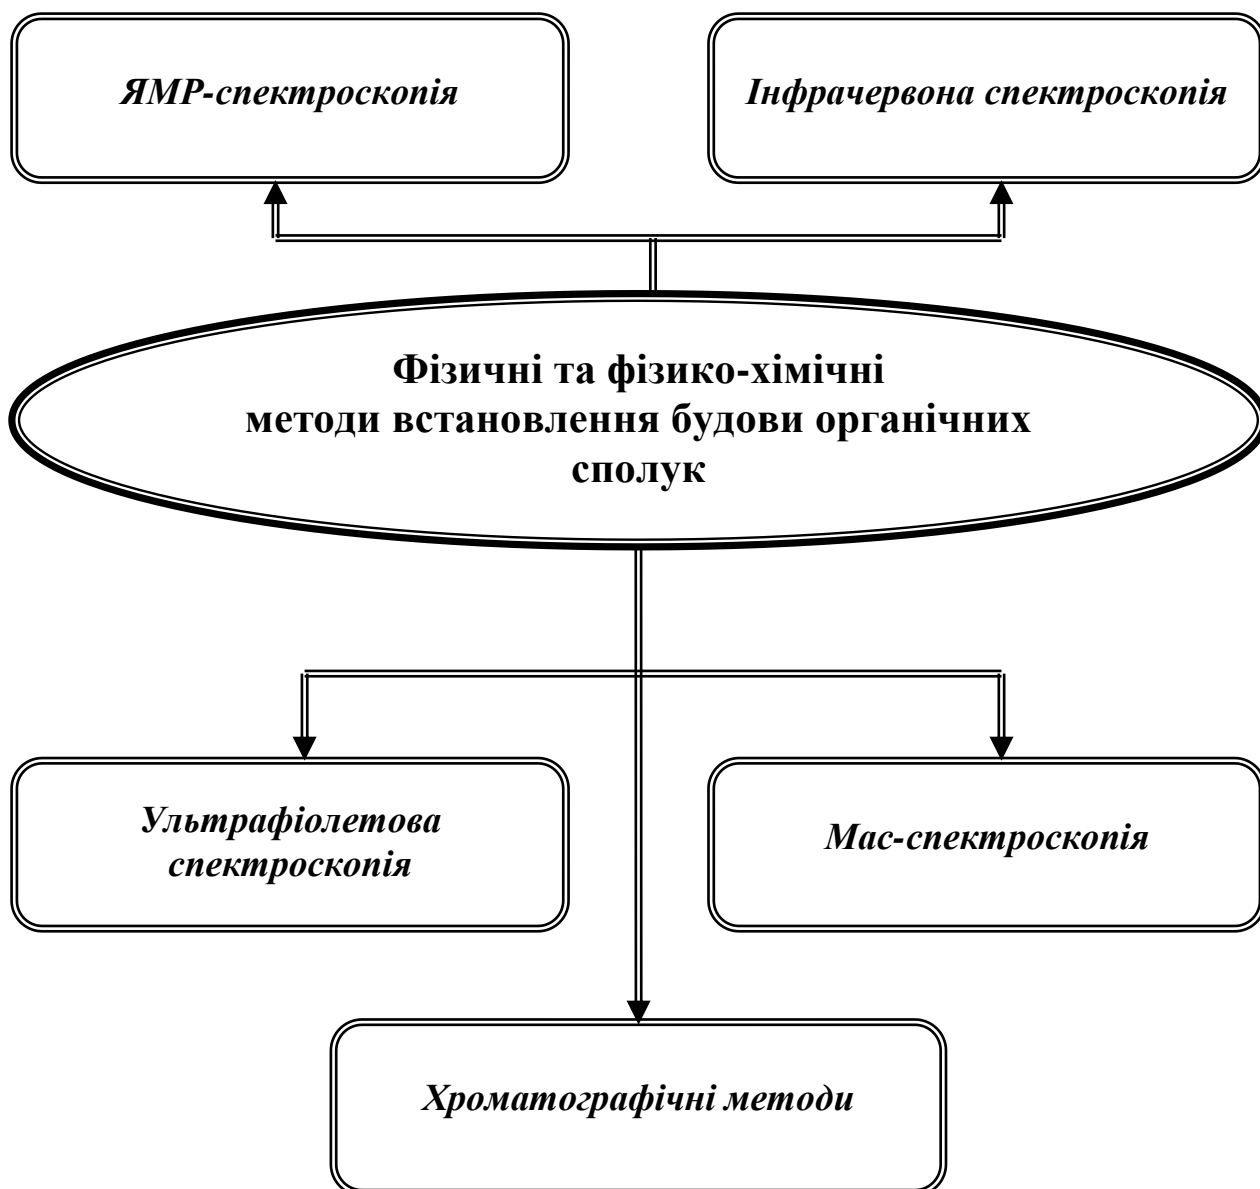 ЯМР-спектроскопія
Інфрачервона спектроскопія
Фізичні та фізико-хімічні
методи встановлення будови органічних
сполук
Ультрафіолетова
спектроскопія
Мас-спектроскопія
Хроматографічні методи